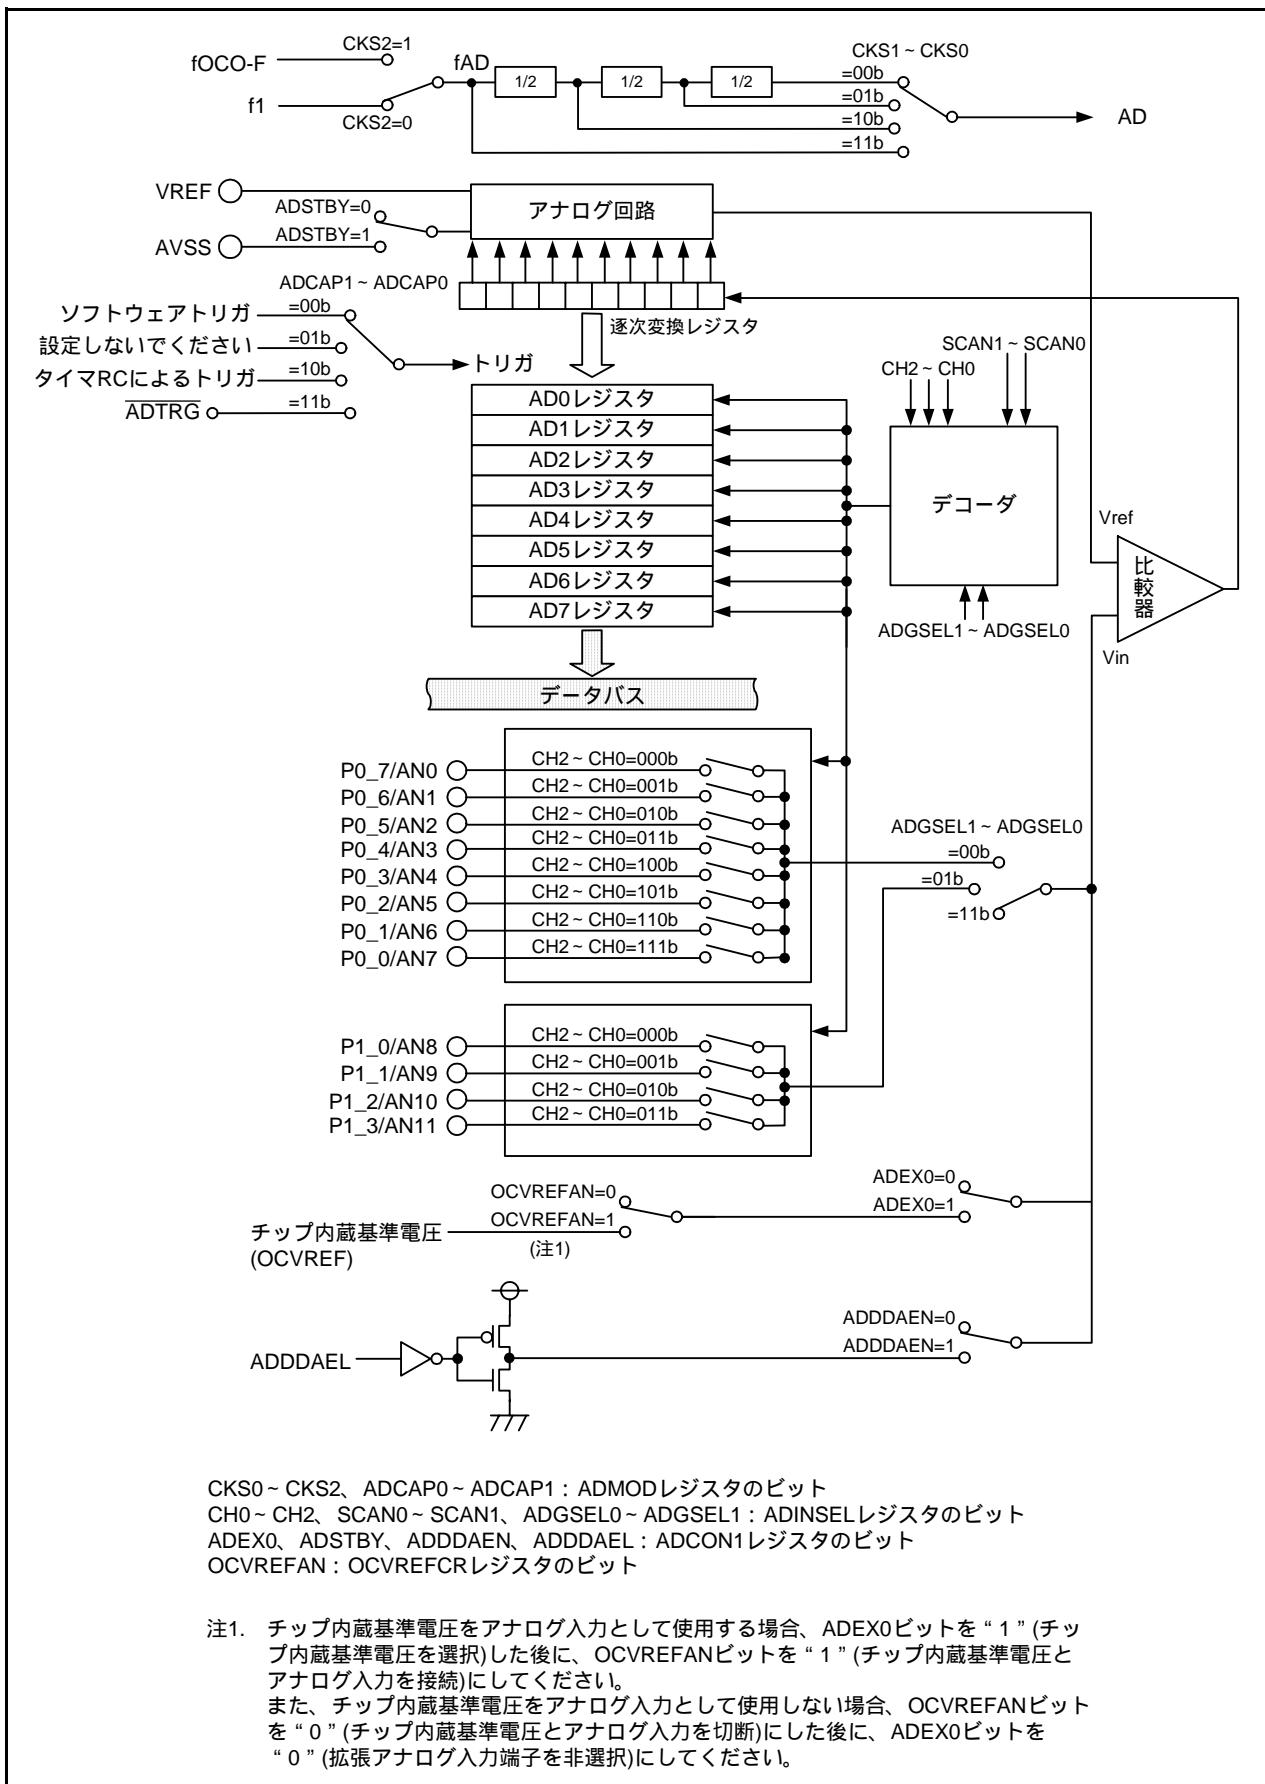 fOCO-F
CKS2=1
f1
CKS2=0
fAD
1/2
1/2
1/2
CKS1~CKS0
=00b
=01b
=10b
=11b
AD
VREF
AVSS
ADSTBY=0
ADSTBY=1
アナログ回路
逐次変換レジスタ
ADCAP1~ADCAP0
ソフトウェアトリガ
=00b
設定しないでください
=01b
タイマRCによるトリガ
=10b
ADTRG
=11b
トリガ
SCAN1~SCAN0
CH2~CH0
AD0レジスタ
AD1レジスタ
AD2レジスタ
AD3レジスタ
AD4レジスタ
AD5レジスタ
AD6レジスタ
AD7レジスタ
デコーダ
ADGSEL1~ADGSEL0
Vref
比較器
Vin
データバス
P0_7/AN0
CH2~CH0=000b
P0_6/AN1
CH2~CH0=001b
P0_5/AN2
CH2~CH0=010b
P0_4/AN3
CH2~CH0=011b
P0_3/AN4
CH2~CH0=100b
P0_2/AN5
CH2~CH0=101b
P0_1/AN6
CH2~CH0=110b
P0_0/AN7
CH2~CH0=111b
ADGSEL1~ADGSEL0
=00b
=01b
=11b
P1_0/AN8
CH2~CH0=000b
P1_1/AN9
CH2~CH0=001b
P1_2/AN10
CH2~CH0=010b
P1_3/AN11
CH2~CH0=011b
チップ内蔵基準電圧
(OCVREF)
OCVREFAN=0
OCVREFAN=1
(注1)
ADEX0=0
ADEX0=1
ADDDAEL
ADDDAEN=0
ADDDAEN=1
CKS0~CKS2、ADCAP0~ADCAP1:ADMODレジスタのビット
CH0~CH2、SCAN0~SCAN1、ADGSEL0~ADGSEL1:ADINSELレジスタのビット
ADEX0、ADSTBY、ADDDAEN、ADDDAEL:ADCON1レジスタのビット
OCVREFAN:OCVREFCRレジスタのビット
注1. チップ内蔵基準電圧をアナログ入力として使用する場合、ADEX0ビットを“1”(チッ
プ内蔵基準電圧を選択)した後に、OCVREFANビットを“1”(チップ内蔵基準電圧と
アナログ入力を接続)にしてください。
また、チップ内蔵基準電圧をアナログ入力として使用しない場合、OCVREFANビット
を“0”(チップ内蔵基準電圧とアナログ入力を切断)にした後に、ADEX0ビットを
“0”(拡張アナログ入力端子を非選択)にしてください。